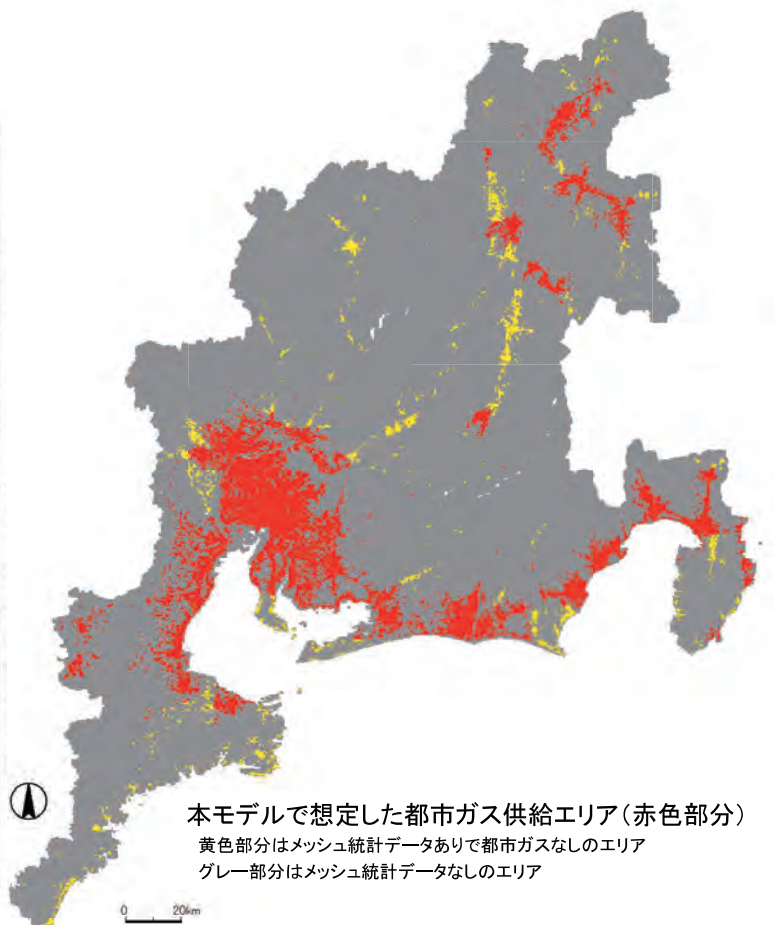 本モデルで想定した都市ガス供給エリア(赤色部分)
黄色部分はメッシュ統計データありで都市ガスなしのエリア
グレー部分はメッシュ統計データなしのエリア
0 20km